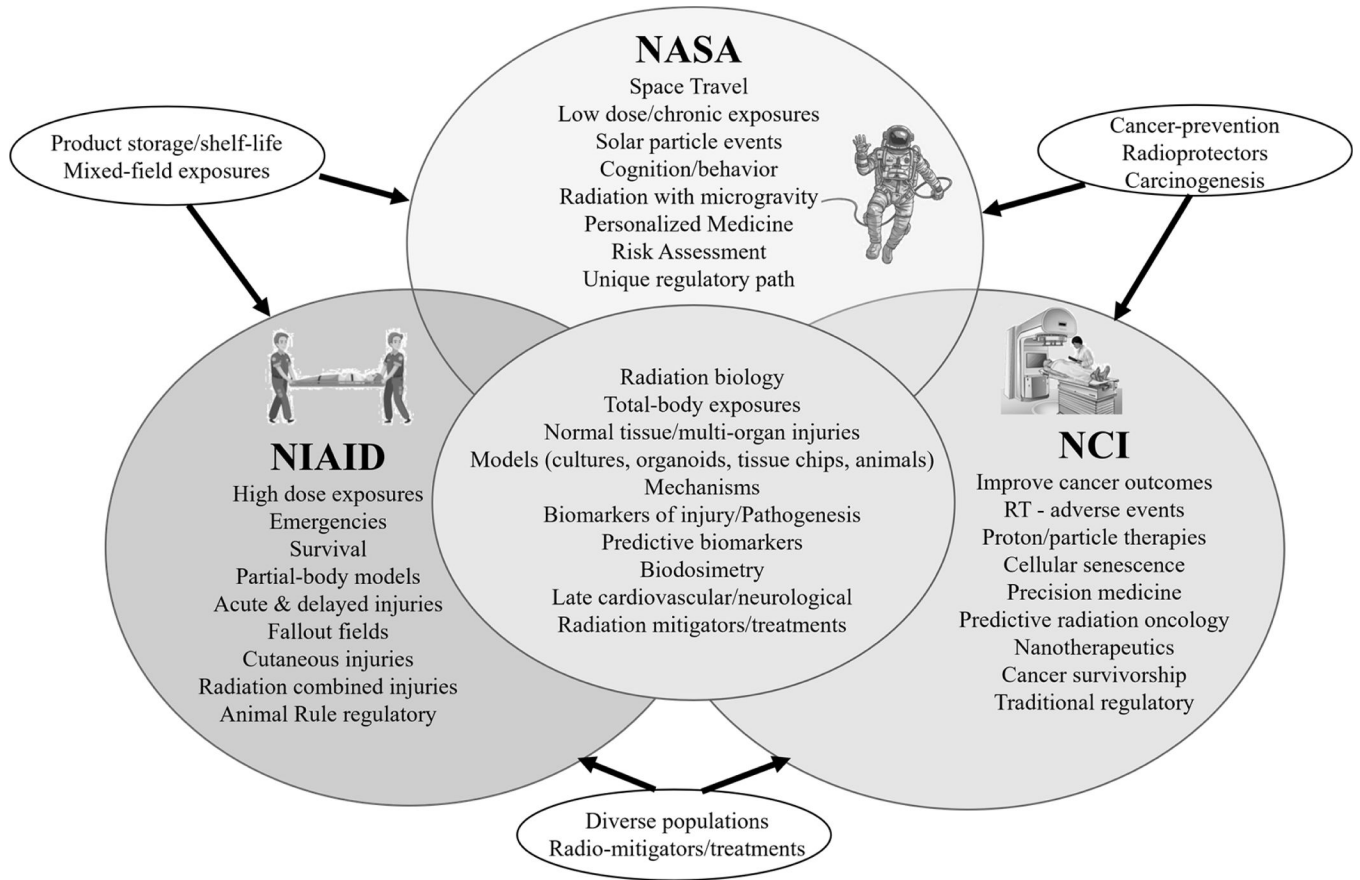 NASA
Space Travel
Low dose/chronic exposures
Solar particle events
Cognition/behavior
Radiation with microgravity
Personalized Medicine
Risk Assessment
Unique regulatory path
Product storage/shelf-life
Mixed-field exposures
Cancer-prevention
Radioprotectors
Carcinogenesis
NIAID
High dose exposures
Emergencies
Survival
Partial-body models
Acute & delayed injuries
Fallout fields
Cutaneous injuries
Radiation combined injuries
Animal Rule regulatory
Radiation biology
Total-body exposures
Normal tissue/multi-organ injuries
Models (cultures, organoids, tissue chips, animals)
Mechanisms
Biomarkers of injury/Pathogenesis
Predictive biomarkers
Biodosimetry
Late cardiovascular/neurological
Radiation mitigators/treatments
NCI
Improve cancer outcomes
RT - adverse events
Proton/particle therapies
Cellular senescence
Precision medicine
Predictive radiation oncology
Nanotherapeutics
Cancer survivorship
Traditional regulatory
Diverse populations
Radio-mitigators/treatments